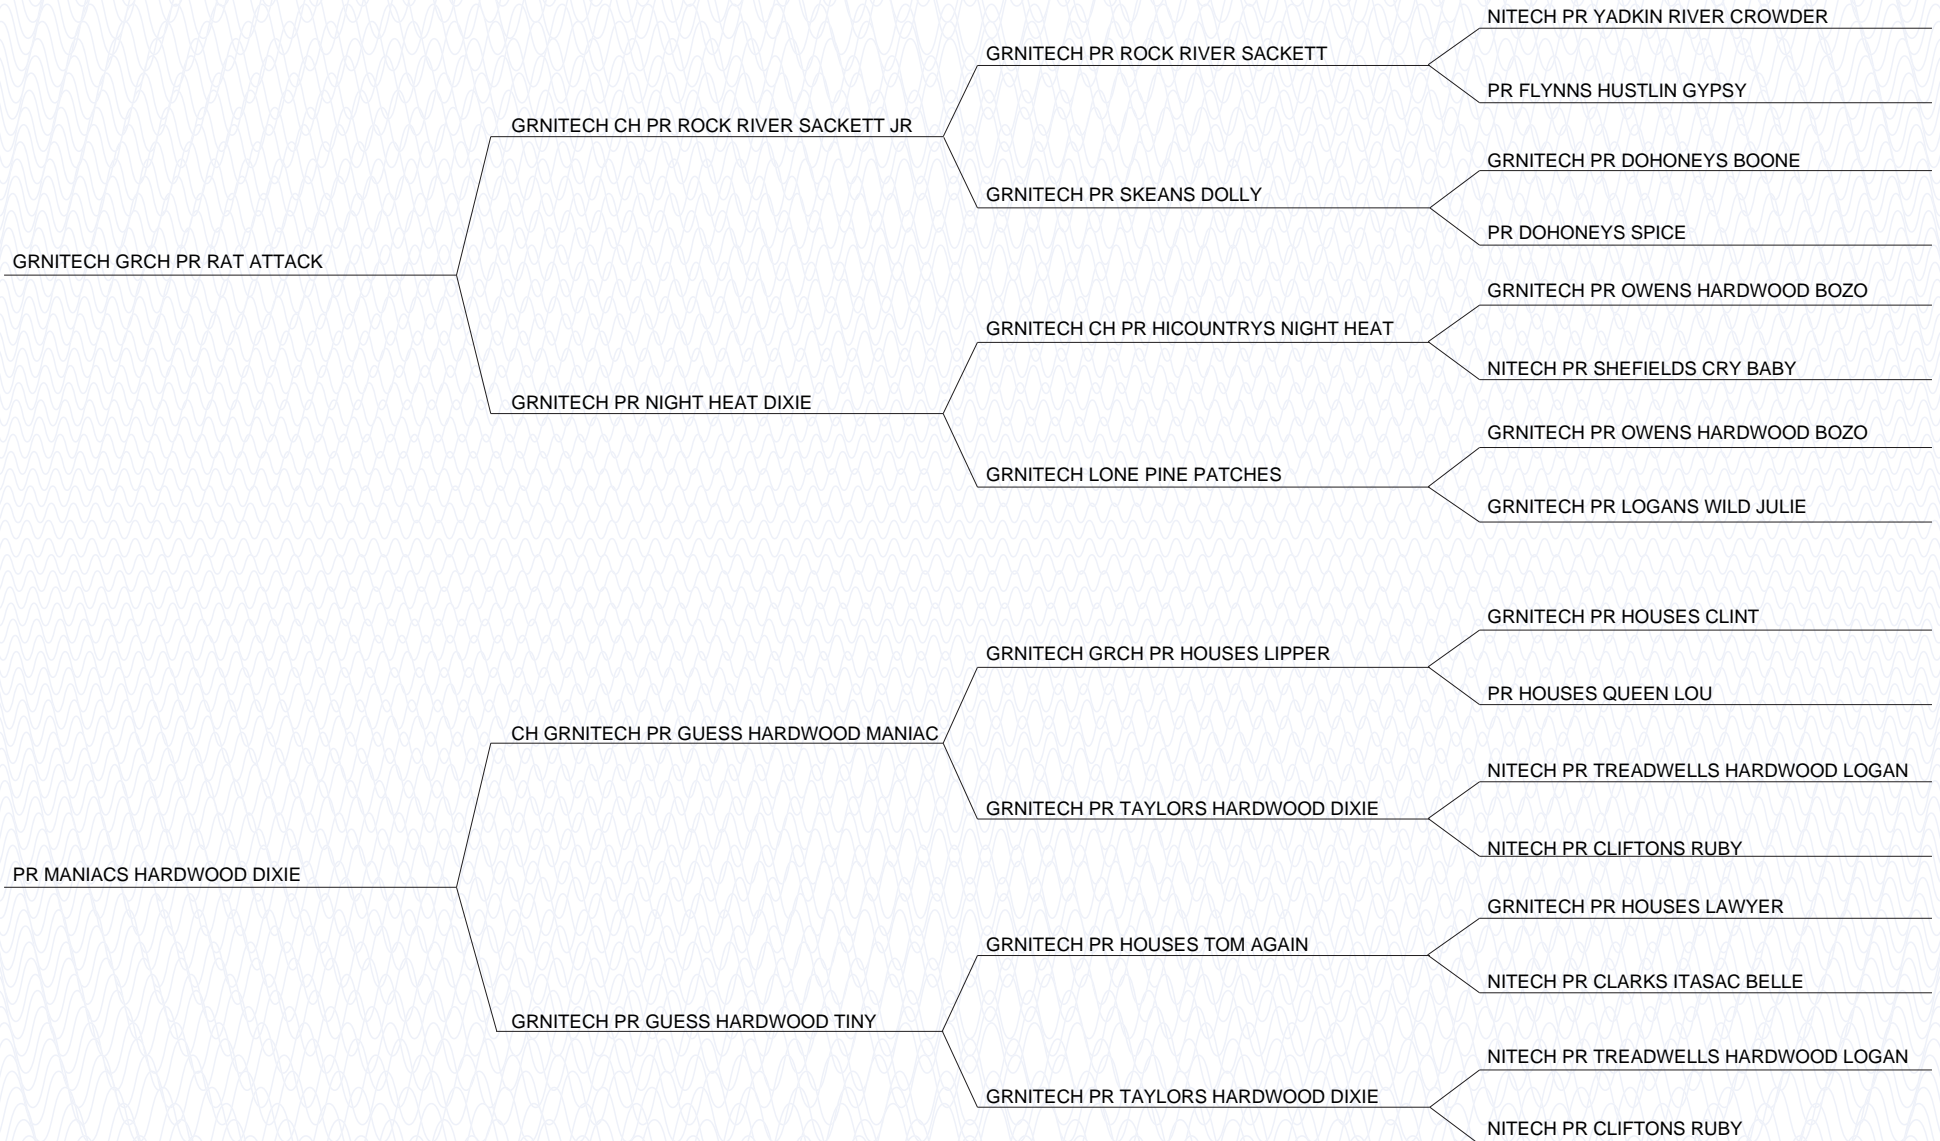 NITECH PR YADKIN RIVER CROWDER
GRNITECH PR ROCK RIVER SACKETT
PR FLYNNS HUSTLIN GYPSY
GRNITECH CH PR ROCK RIVER SACKETT JR
GRNITECH PR DOHONEYS BOONE
GRNITECH PR SKEANS DOLLY
PR DOHONEYS SPICE
GRNITECH GRCH PR RAT ATTACK
GRNITECH PR OWENS HARDWOOD BOZO
GRNITECH CH PR HICOUNTRYS NIGHT HEAT
NITECH PR SHEFIELDS CRY BABY
GRNITECH PR NIGHT HEAT DIXIE
GRNITECH PR OWENS HARDWOOD BOZO
GRNITECH LONE PINE PATCHES
GRNITECH PR LOGANS WILD JULIE
GRNITECH PR HOUSES CLINT
GRNITECH GRCH PR HOUSES LIPPER
PR HOUSES QUEEN LOU
CH GRNITECH PR GUESS HARDWOOD MANIAC
NITECH PR TREADWELLS HARDWOOD LOGAN
GRNITECH PR TAYLORS HARDWOOD DIXIE
NITECH PR CLIFTONS RUBY
PR MANIACS HARDWOOD DIXIE
GRNITECH PR HOUSES LAWYER
GRNITECH PR HOUSES TOM AGAIN
NITECH PR CLARKS ITASAC BELLE
GRNITECH PR GUESS HARDWOOD TINY
NITECH PR TREADWELLS HARDWOOD LOGAN
GRNITECH PR TAYLORS HARDWOOD DIXIE
NITECH PR CLIFTONS RUBY